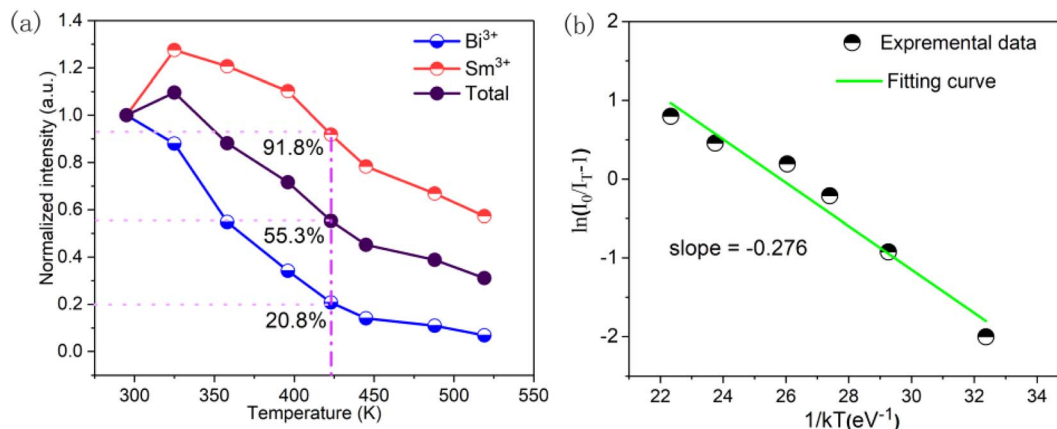 (a)
Normalized intensity (a.u.)
1.4
1.2
1.0
0.8
0.6
0.4
0.2
0.0
Bi³⁺
Sm³⁺
Total
91.8%
55.3%
20.8%
300 350 400 450 500 550
Temperature (K)
(b)
ln(I₀/I_T-1)
2
1
0
-1
-2
Expremental data
Fitting curve
slope = -0.276
22 24 26 28 30 32 34
1/kT(eV⁻¹)